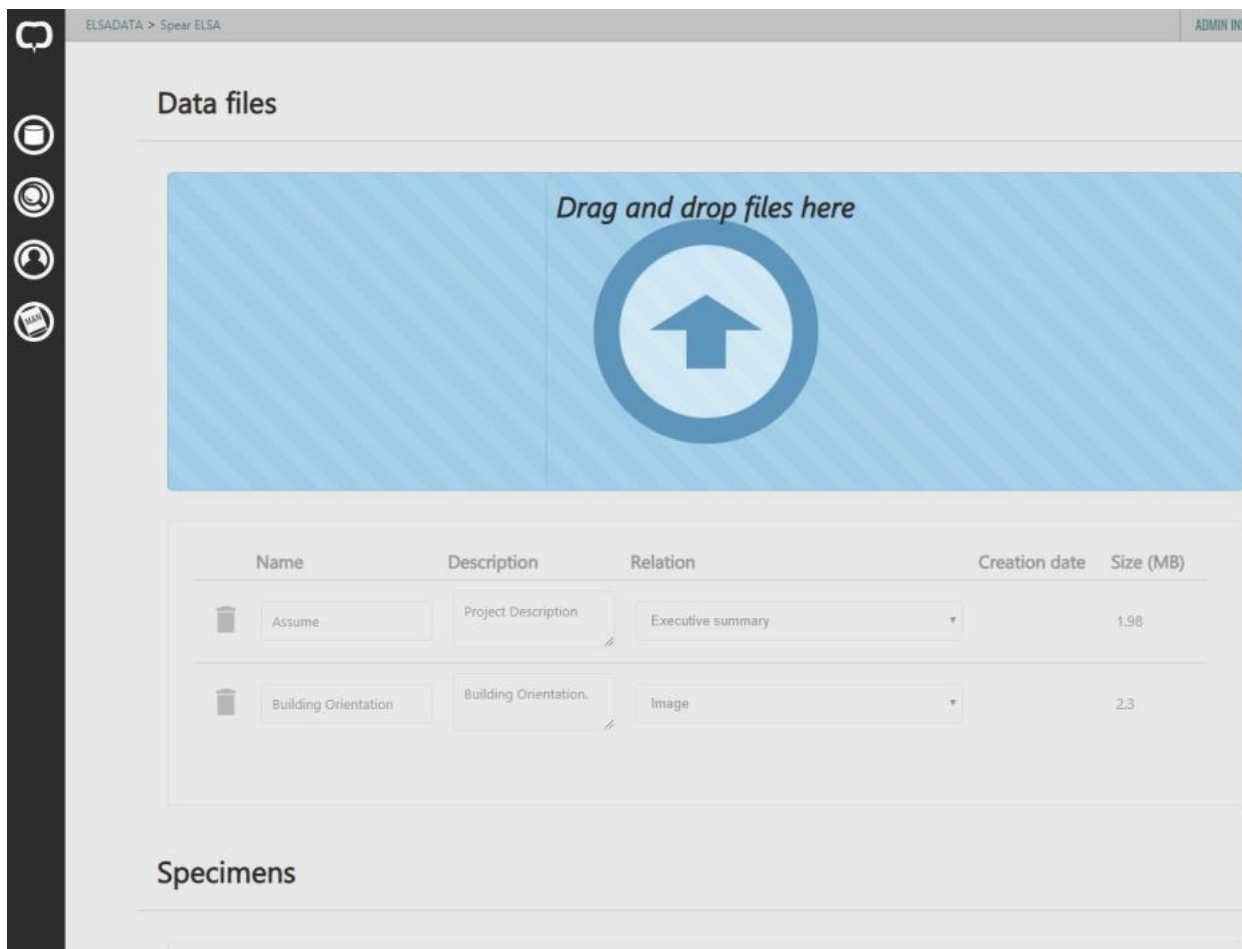 ELSADATA > Spear ELSA
ADMIN IN
Data files
MAN
Drag and drop files here
Name Description Relation Creation date Size (MB)
Assume Project Description Executive summary 1.98
Building Orientation Building Orientation. Image 2.3
Specimens